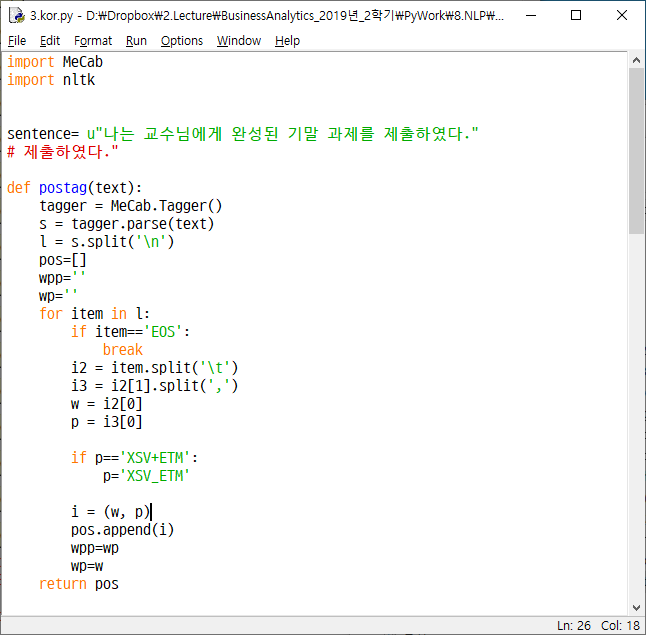 3.kor.py - D:₩Dropbox₩2.Lecture₩BusinessAnalytics_2019년_2학기₩PyWork₩8.NLP₩...
File Edit Format Run Options Window Help
import MeCab
import nltk
sentence= u"나는 교수님에게 완성된 기말 과제를 제출하였다."
# 제출하였다."
def postag(text):
    tagger = MeCab.Tagger()
    s = tagger.parse(text)
    l = s.split('\n')
    pos=[]
    wpp=''
    wp=''
    for item in l:
        if item=='EOS':
            break
        i2 = item.split('\t')
        i3 = i2[1].split(',')
        w = i2[0]
        p = i3[0]
        if p=='XSV+ETM':
            p='XSV_ETM'
        i = (w, p)
        pos.append(i)
        wpp=wp
        wp=w
    return pos
Ln: 26 Col: 18